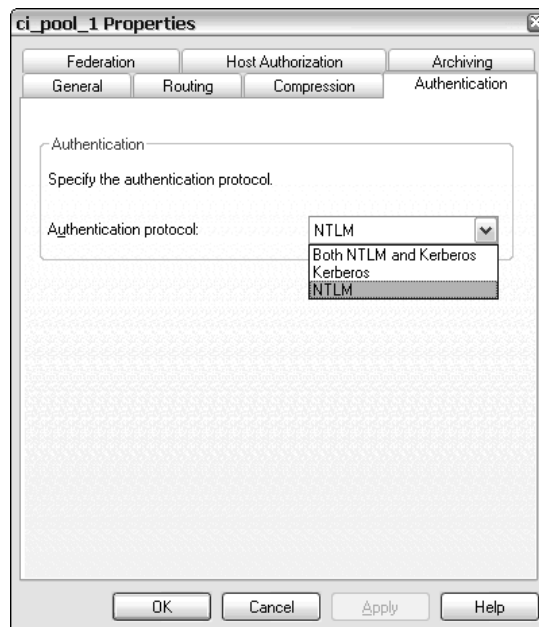 ci_pool_1 Properties
Federation Host Authorization Archiving
General Routing Compression Authentication
Authentication
Specify the authentication protocol.
Authentication protocol: NTLM
Both NTLM and Kerberos
Kerberos
NTLM
OK Cancel Apply Help